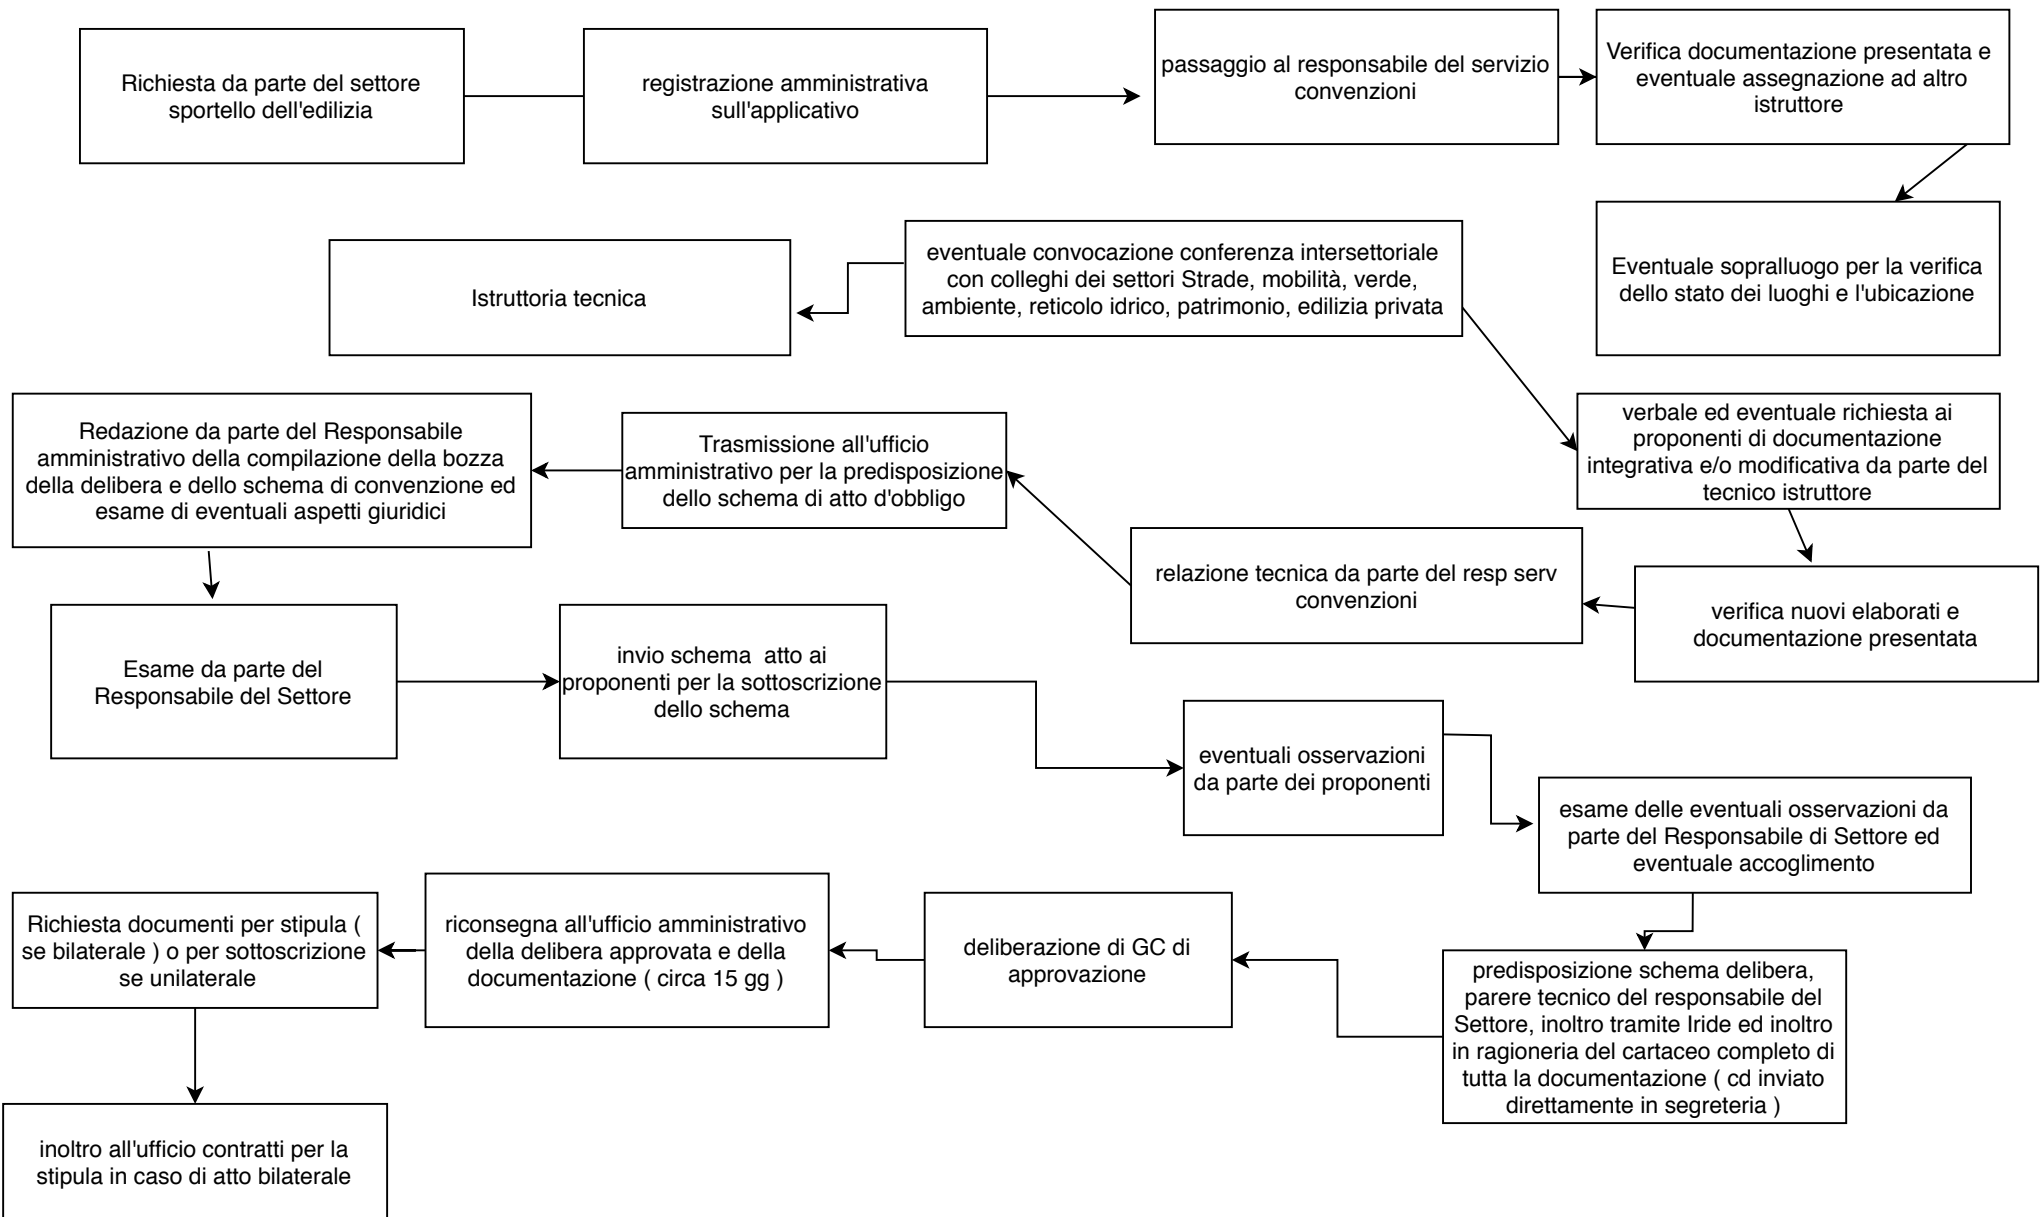 Richiesta da parte del settore
sportello dell'edilizia
registrazione amministrativa
sull'applicativo
passaggio al responsabile del servizio
convenzioni
Verifica documentazione presentata e
eventuale assegnazione ad altro
istruttore
Eventuale sopralluogo per la verifica
dello stato dei luoghi e l'ubicazione
eventuale convocazione conferenza intersettoriale
con colleghi dei settori Strade, mobilità, verde,
ambiente, reticolo idrico, patrimonio, edilizia privata
Istruttoria tecnica
verbale ed eventuale richiesta ai
proponenti di documentazione
integrativa e/o modificativa da parte del
tecnico istruttore
verifica nuovi elaborati e
documentazione presentata
relazione tecnica da parte del resp serv
convenzioni
Trasmissione all'ufficio
amministrativo per la predisposizione
dello schema di atto d'obbligo
Redazione da parte del Responsabile
amministrativo della compilazione della bozza
della delibera e dello schema di convenzione ed
esame di eventuali aspetti giuridici
Esame da parte del
Responsabile del Settore
invio schema  atto ai
proponenti per la sottoscrizione
dello schema
eventuali osservazioni
da parte dei proponenti
esame delle eventuali osservazioni da
parte del Responsabile di Settore ed
eventuale accoglimento
predisposizione schema delibera,
parere tecnico del responsabile del
Settore, inoltro tramite Iride ed inoltro
in ragioneria del cartaceo completo di
tutta la documentazione ( cd inviato
direttamente in segreteria )
deliberazione di GC di
approvazione
riconsegna all'ufficio amministrativo
della delibera approvata e della
documentazione ( circa 15 gg )
Richiesta documenti per stipula (
se bilaterale ) o per sottoscrizione
se unilaterale
inoltro all'ufficio contratti per la
stipula in caso di atto bilaterale